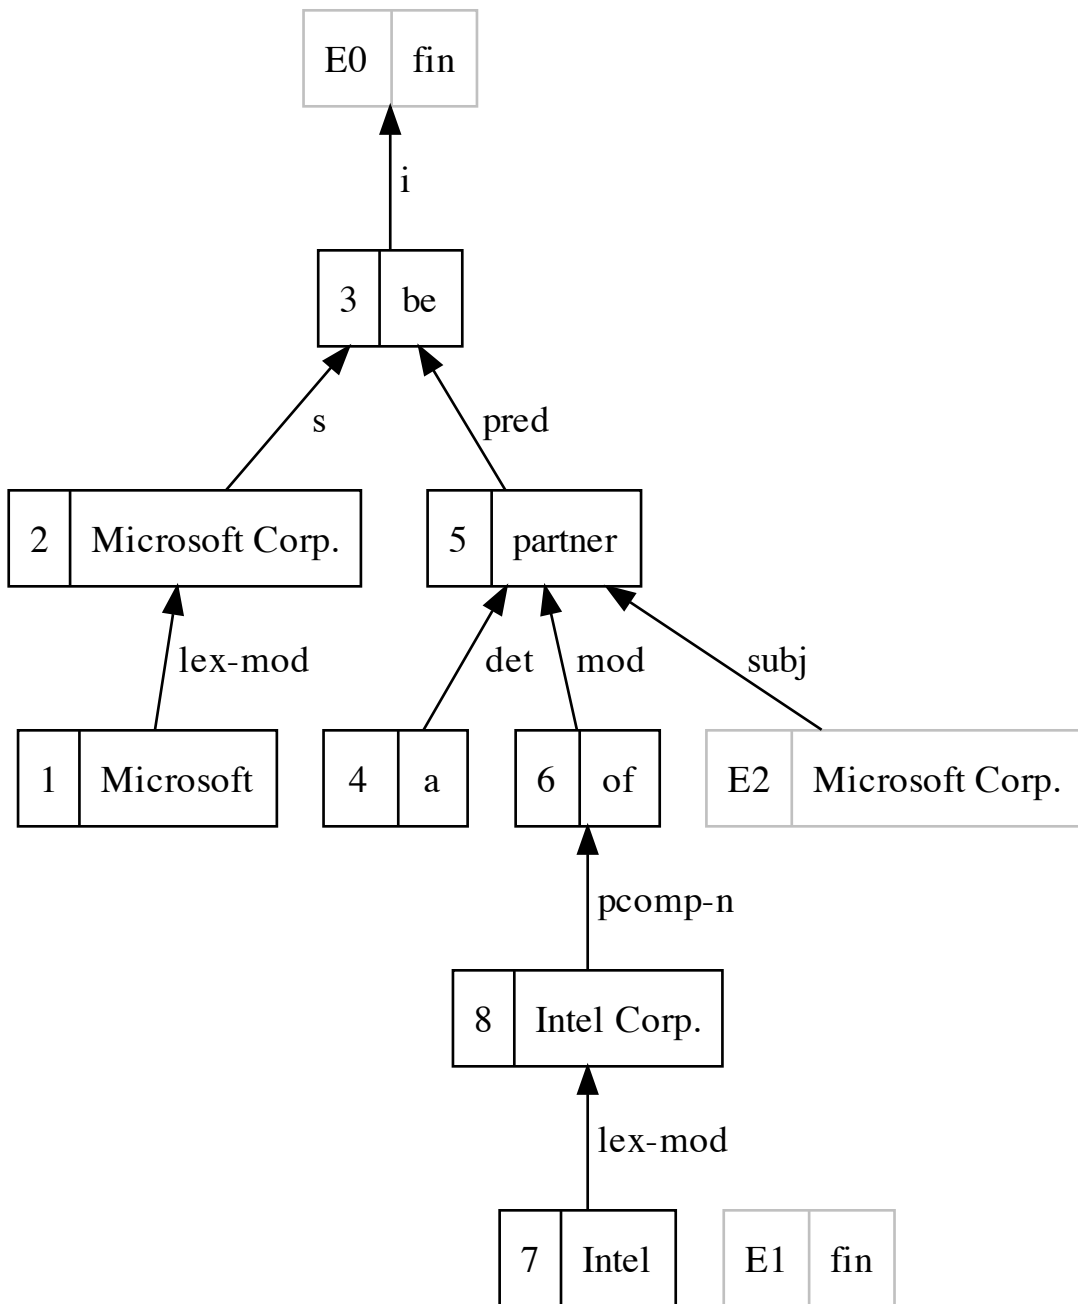 E0 fin
i
3 be
s pred
2 Microsoft Corp. 5 partner
lex-mod det mod subj
1 Microsoft 4 a 6 of E2 Microsoft Corp.
pcomp-n
8 Intel Corp.
lex-mod
7 Intel E1 fin